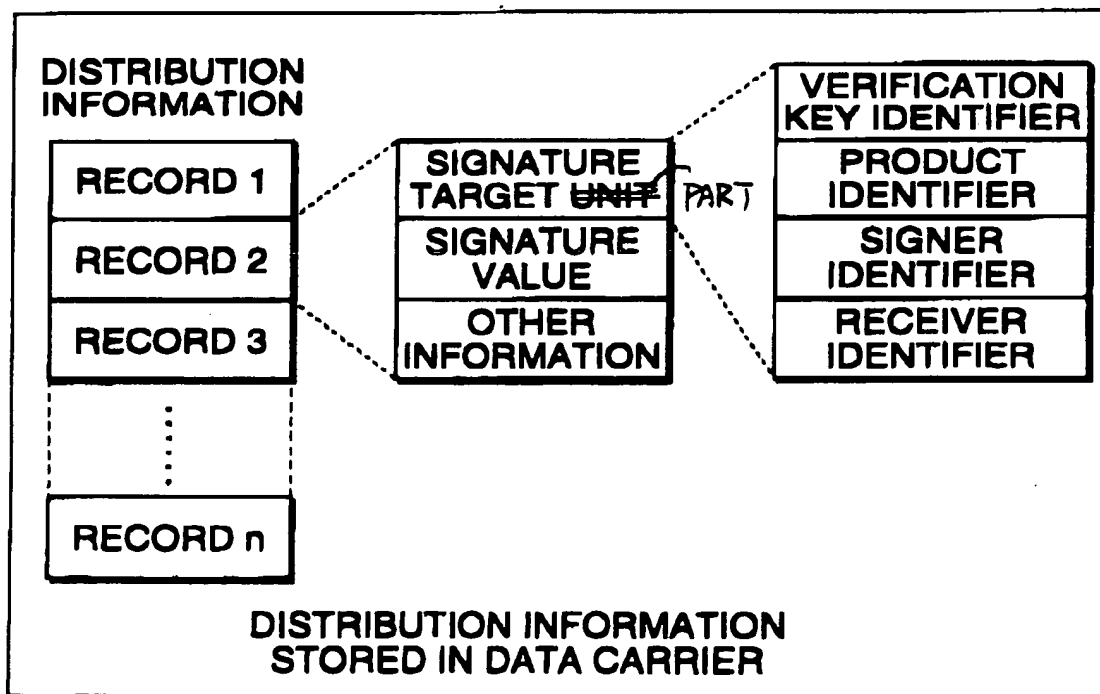 DISTRIBUTION
INFORMATION
RECORD 1
RECORD 2
RECORD 3
RECORD n
SIGNATURE
TARGET UNIT PART
SIGNATURE
VALUE
OTHER
INFORMATION
VERIFICATION
KEY IDENTIFIER
PRODUCT
IDENTIFIER
SIGNER
IDENTIFIER
RECEIVER
IDENTIFIER
DISTRIBUTION INFORMATION
STORED IN DATA CARRIER